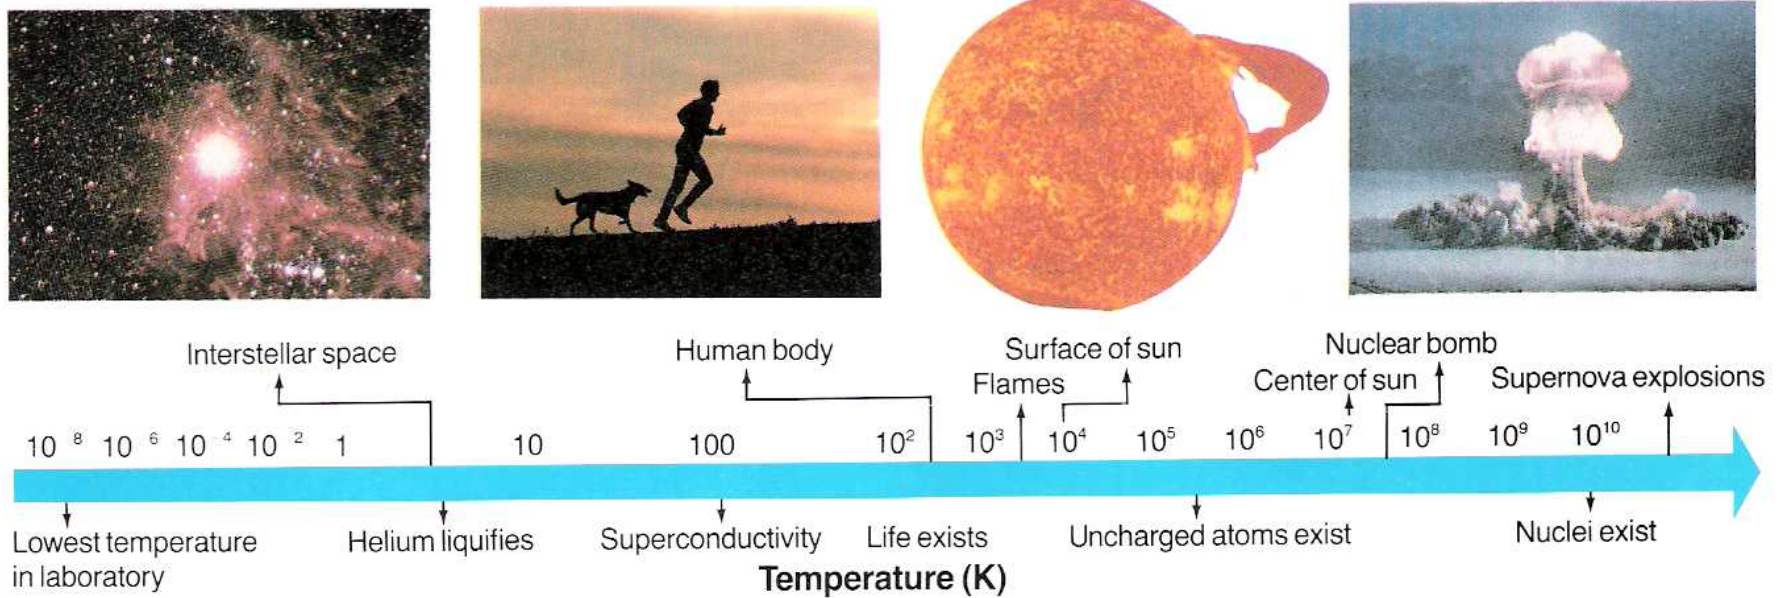 Interstellar space
Human body
Surface of sun
Flames
Nuclear bomb
Center of sun
Supernova explosions
10 8 10 6 10 4 10 2 1 10 100 10² 10³ 10⁴ 10⁵ 10⁶ 10⁷ 10⁸ 10⁹ 10¹⁰
Lowest temperature
in laboratory
Helium liquifies
Superconductivity
Life exists
Uncharged atoms exist
Nuclei exist
Temperature (K)